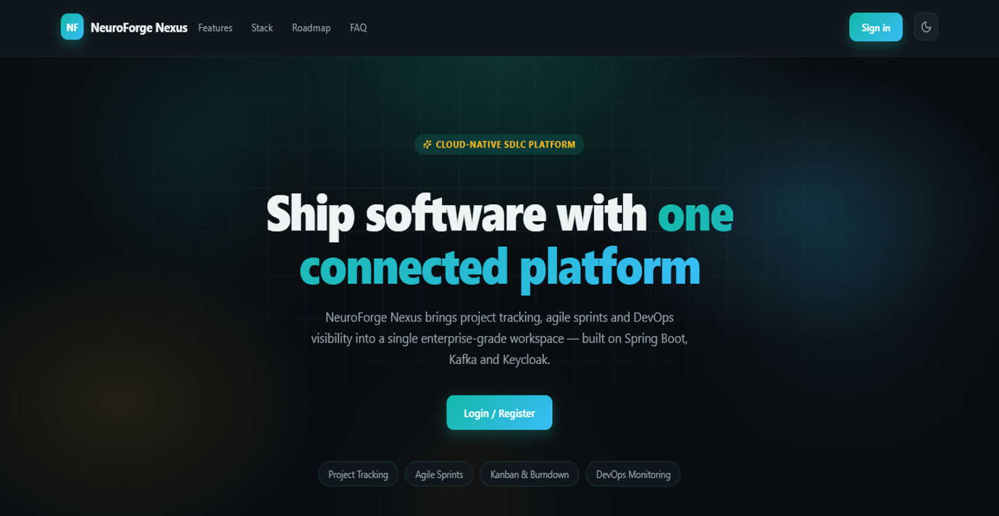 NF NeuroForge Nexus Features Stack Roadmap FAQ Sign in
CLOUD-NATIVE SDLC PLATFORM
Ship software with one
connected platform
NeuroForge Nexus brings project tracking, agile sprints and DevOps
visibility into a single enterprise-grade workspace — built on Spring Boot,
Kafka and Keycloak.
Login / Register
Project Tracking Agile Sprints Kanban & Burndown DevOps Monitoring